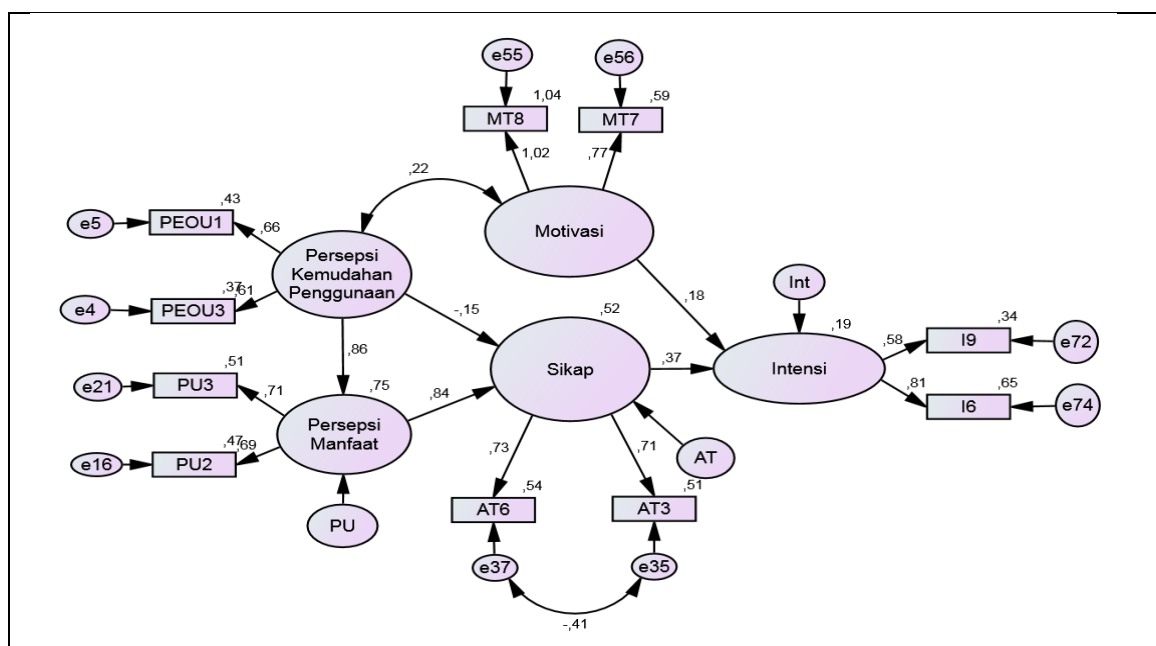 e55
e56
1,04
,59
MT8
MT7
1,02
,77
,22
,43
e5
PEOU1
,66
Motivasi
Persepsi
Kemudahan
Penggunaan
,37
,61
e4
PEOU3
-,15
,18
Int
,52
,19
,34
I9
,58
e72
,86
,51
Sikap
,37
Intensi
e21
PU3
,71
,75
,84
,81
,65
I6
e74
Persepsi
Manfaat
,47
,69
e16
PU2
,73
,71
AT
,54
,51
PU
AT6
AT3
e37
e35
-,41